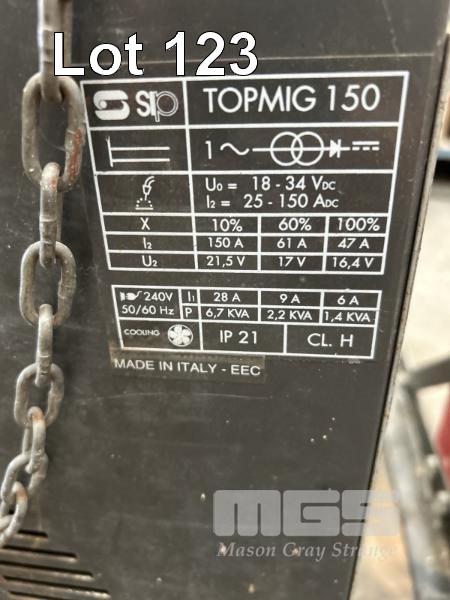 Lot 123
SIP TOPMIG 150
1~
U0 = 18 - 34 VDC
I2 = 25 - 150 ADC
X 10% 60% 100%
I2 150 A 61 A 47 A
U2 21,5 V 17 V 16,4 V
240V I1 28 A 9 A 6 A
50/60 Hz P 6,7 KVA 2,2 KVA 1,4 KVA
COOLING IP 21 CL. H
MADE IN ITALY - EEC
MGS
Mason Gray Strange